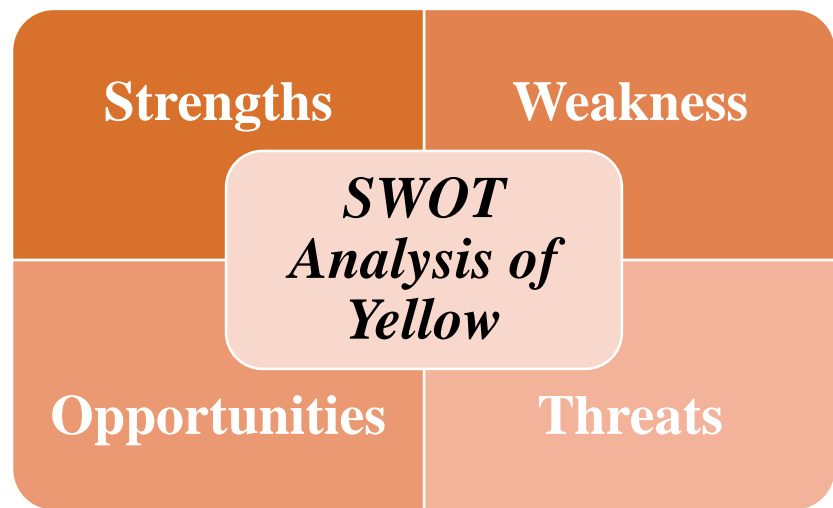 Strengths
Weakness
SWOT
Analysis of
Yellow
Opportunities
Threats